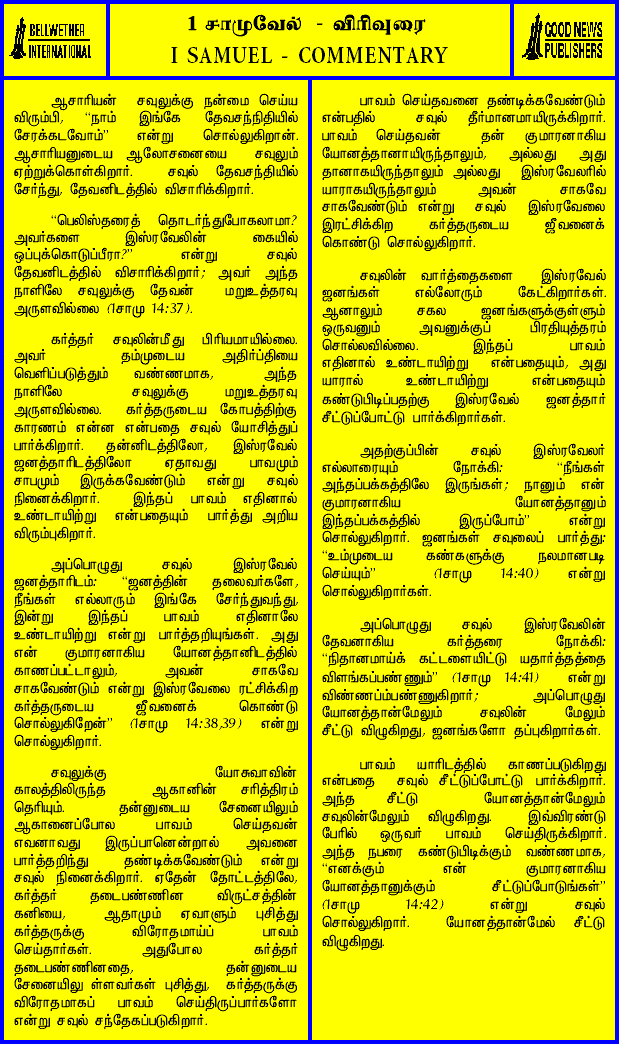 BELLWETHER
INTERNATIONAL
1 சாமுவேல் - விரிவுரை
I SAMUEL - COMMENTARY
GOOD NEWS
PUBLISHERS
ஆசாரியன் சவுலுக்கு நன்மை செய்ய
விரும்பி, “நாம் இங்கே தேவசந்நிதியில்
சேரக்கடவோம்” என்று சொல்லுகிறான்.
ஆசாரியனுடைய ஆலோசனையை சவுலும்
ஏற்றுக்கொள்கிறார். சவுல் தேவசந்தியில்
சேர்ந்து, தேவனிடத்தில் விசாரிக்கிறார்.
“பெலிஸ்தரைத் தொடர்ந்துபோகலாமா?
அவர்களை இஸ்ரவேலின் கையில்
ஒப்புக்கொடுப்பீரா?” என்று சவுல்
தேவனிடத்தில் விசாரிக்கிறார்; அவர் அந்த
நாளிலே சவுலுக்கு தேவன் மறுஉத்தரவு
அருளவில்லை (1சாமு 14:37).
கர்த்தர் சவுலின்மீது பிரியமாயில்லை.
அவர் தம்முடைய அதிர்ப்தியை
வெளிப்படுத்தும் வண்ணமாக, அந்த
நாளிலே சவுலுக்கு மறுஉத்தரவு
அருளவில்லை. கர்த்தருடைய கோபத்திற்கு
காரணம் என்ன என்பதை சவுல் யோசித்துப்
பார்க்கிறார். தன்னிடத்திலோ, இஸ்ரவேல்
ஜனத்தாரிடத்திலோ ஏதாவது பாவமும்
சாபமும் இருக்கவேண்டும் என்று சவுல்
நினைக்கிறார். இந்தப் பாவம் எதினால்
உண்டாயிற்று என்பதையும் பார்த்து அறிய
விரும்புகிறார்.
அப்பொழுது சவுல் இஸ்ரவேல்
ஜனத்தாரிடம்: “ஜனத்தின் தலைவர்களே,
நீங்கள் எல்லாரும் இங்கே சேர்ந்துவந்து,
இன்று இந்தப் பாவம் எதினாலே
உண்டாயிற்று என்று பார்த்தறியுங்கள். அது
என் குமாரனாகிய யோனத்தானிடத்தில்
காணப்பட்டாலும், அவன் சாகவே
சாகவேண்டும் என்று இஸ்ரவேலை ரட்சிக்கிற
கர்த்தருடைய ஜீவனைக் கொண்டு
சொல்லுகிறேன்” (1சாமு 14:38,39) என்று
சொல்லுகிறார்.
சவுலுக்கு யோசுவாவின்
காலத்திலிருந்த ஆகானின் சரித்திரம்
தெரியும். தன்னுடைய சேனையிலும்
ஆகானைப்போல பாவம் செய்தவன்
எவனாவது இருப்பானென்றால் அவனை
பார்த்தறிந்து தண்டிக்கவேண்டும் என்று
சவுல் நினைக்கிறார். ஏதேன் தோட்டத்திலே,
கர்த்தர் தடைபண்ணின விருட்சத்தின்
கனியை, ஆதாமும் ஏவாளும் புசித்து
கர்த்தருக்கு விரோதமாய்ப் பாவம்
செய்தார்கள். அதுபோல கர்த்தர்
தடைபண்ணினதை, தன்னுடைய
சேனையிலு ள்ளவர்கள் புசித்து, கர்த்தருக்கு
விரோதமாகப் பாவம் செய்திருப்பார்களோ
என்று சவுல் சந்தேகப்படுகிறார்.
பாவம் செய்தவனை தண்டிக்கவேண்டும்
என்பதில் சவுல் தீர்மானமாயிருக்கிறார்.
பாவம் செய்தவன் தன் குமாரனாகிய
யோனத்தானாயிருந்தாலும், அல்லது அது
தானாகயிருந்தாலும் அல்லது இஸ்ரவேலரில்
யாராகயிருந்தாலும் அவன் சாகவே
சாகவேண்டும் என்று சவுல் இஸ்ரவேலை
இரட்சிக்கிற கர்த்தருடைய ஜீவனைக்
கொண்டு சொல்லுகிறார்.
சவுலின் வார்த்தைகளை இஸ்ரவேல்
ஜனங்கள் எல்லோரும் கேட்கிறார்கள்.
ஆனாலும் சகல ஜனங்களுக்குள்ளும்
ஒருவனும் அவனுக்குப் பிரதியுத்தரம்
சொல்லவில்லை. இந்தப் பாவம்
எதினால் உண்டாயிற்று என்பதையும், அது
யாரால் உண்டாயிற்று என்பதையும்
கண்டுபிடிப்பதற்கு இஸ்ரவேல் ஜனத்தார்
சீட்டுப்போட்டு பார்க்கிறார்கள்.
அதற்குப்பின் சவுல் இஸ்ரவேலர்
எல்லாரையும் நோக்கி: “நீங்கள்
அந்தப்பக்கத்திலே இருங்கள்; நானும் என்
குமாரனாகிய யோனத்தானும்
இந்தப்பக்கத்தில் இருப்போம்” என்று
சொல்லுகிறார். ஜனங்கள் சவுலைப் பார்த்து:
“உம்முடைய கண்களுக்கு நலமானபடி
செய்யும்” (1சாமு 14:40) என்று
சொல்லுகிறார்கள்.
அப்பொழுது சவுல் இஸ்ரவேலின்
தேவனாகிய கர்த்தரை நோக்கி:
“நிதானமாய்க் கட்டளையிட்டு யதார்த்தத்தை
விளங்கப்பண்ணும்” (1சாமு 14:41) என்று
விண்ணப்ம்பண்ணுகிறார்; அப்பொழுது
யோனத்தான்மேலும் சவுலின் மேலும்
சீட்டு விழுகிறது, ஜனங்களோ தப்புகிறார்கள்.
பாவம் யாரிடத்தில் காணப்படுகிறது
என்பதை சவுல் சீட்டுப்போட்டு பார்க்கிறார்.
அந்த சீட்டு யோனத்தான்மேலும்
சவுலின்மேலும் விழுகிறது. இவ்விரண்டு
பேரில் ஒருவர் பாவம் செய்திருக்கிறார்.
அந்த நபரை கண்டுபிடிக்கும் வண்ணமாக,
“எனக்கும் என் குமாரனாகிய
யோனத்தானுக்கும் சீட்டுப்போடுங்கள்”
(1சாமு 14:42) என்று சவுல்
சொல்லுகிறார். யோனத்தான்மேல் சீட்டு
விழுகிறது.